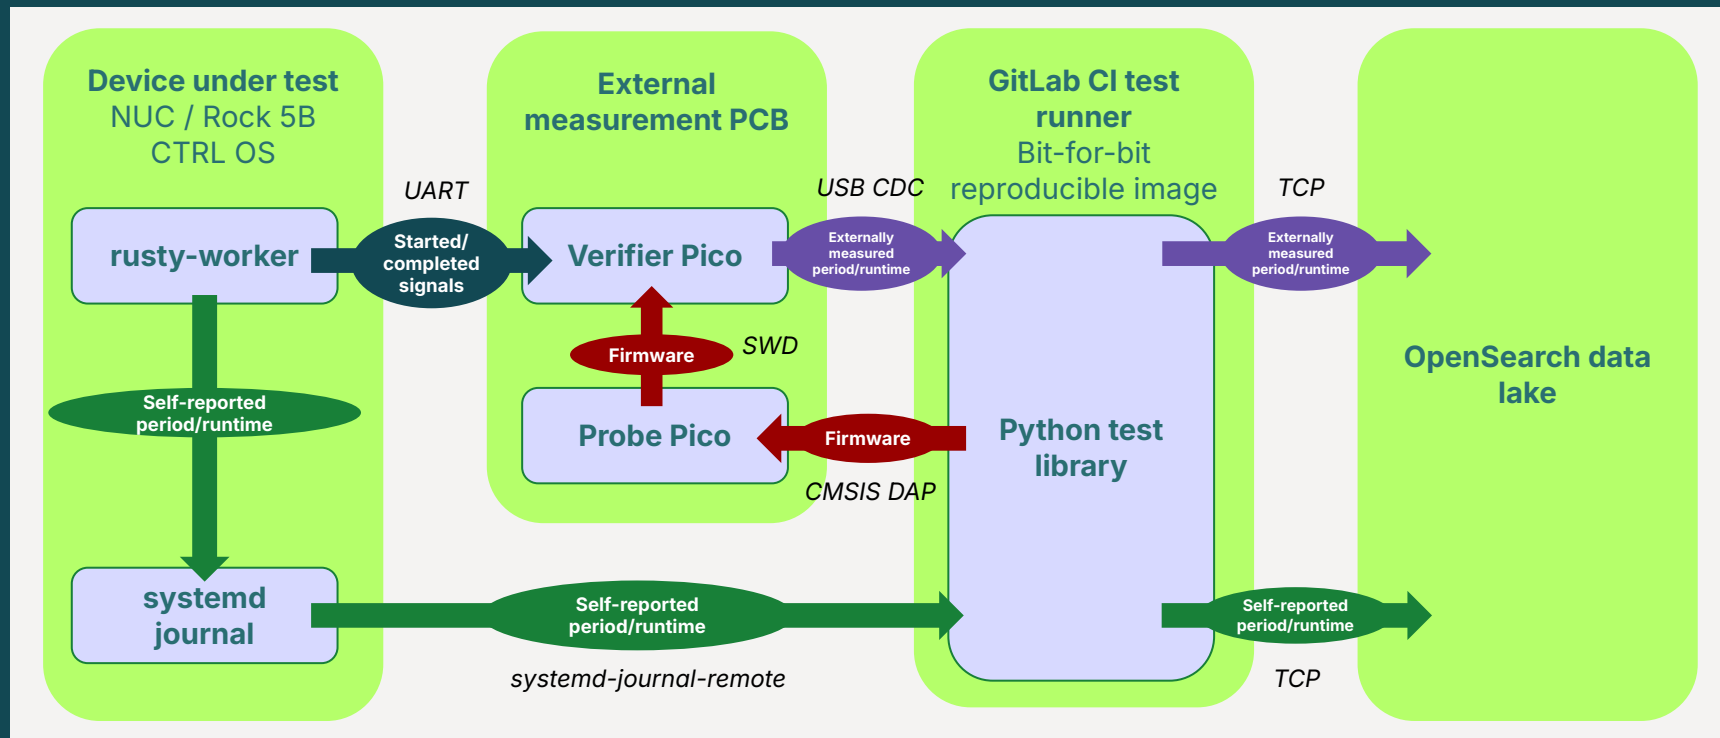 Device under test
NUC / Rock 5B
CTRL OS
rusty-worker
Self-reported
period/runtime
systemd
journal
UART
Started/
completed
signals
External
measurement PCB
Verifier Pico
Firmware
SWD
Probe Pico
USB CDC
Externally
measured
period/runtime
Firmware
CMSIS DAP
Self-reported
period/runtime
systemd-journal-remote
GitLab CI test
runner
Bit-for-bit
reproducible image
Python test
library
TCP
Externally
measured
period/runtime
Self-reported
period/runtime
TCP
OpenSearch data
lake